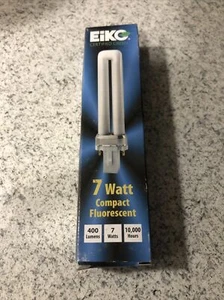 EiKO
7 Watt
Compact
Fluorescent
400 7 10,000
Lumens Watts Hours